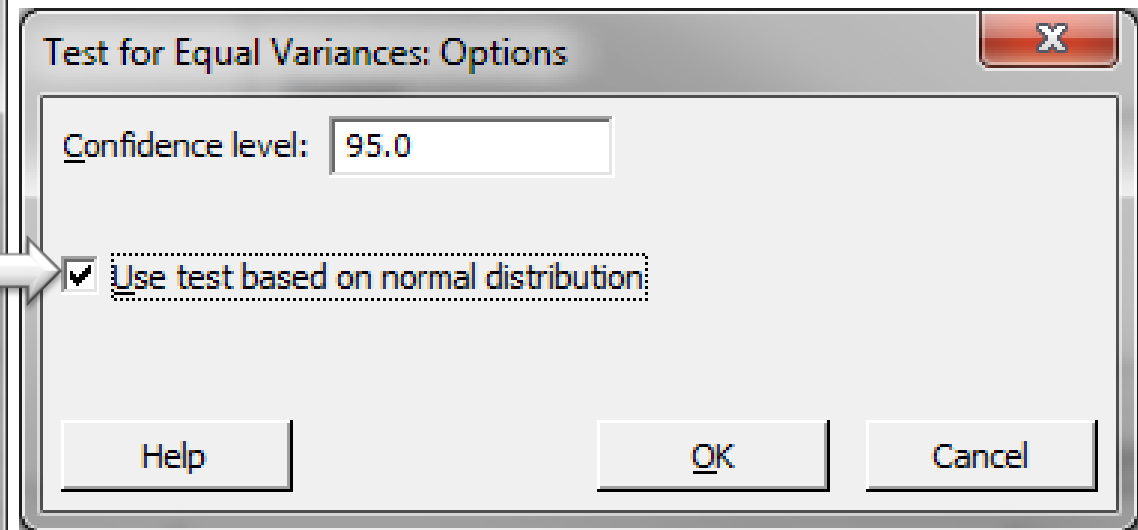 Test for Equal Variances: Options
Confidence level: 95.0
Use test based on normal distribution
Help OK Cancel